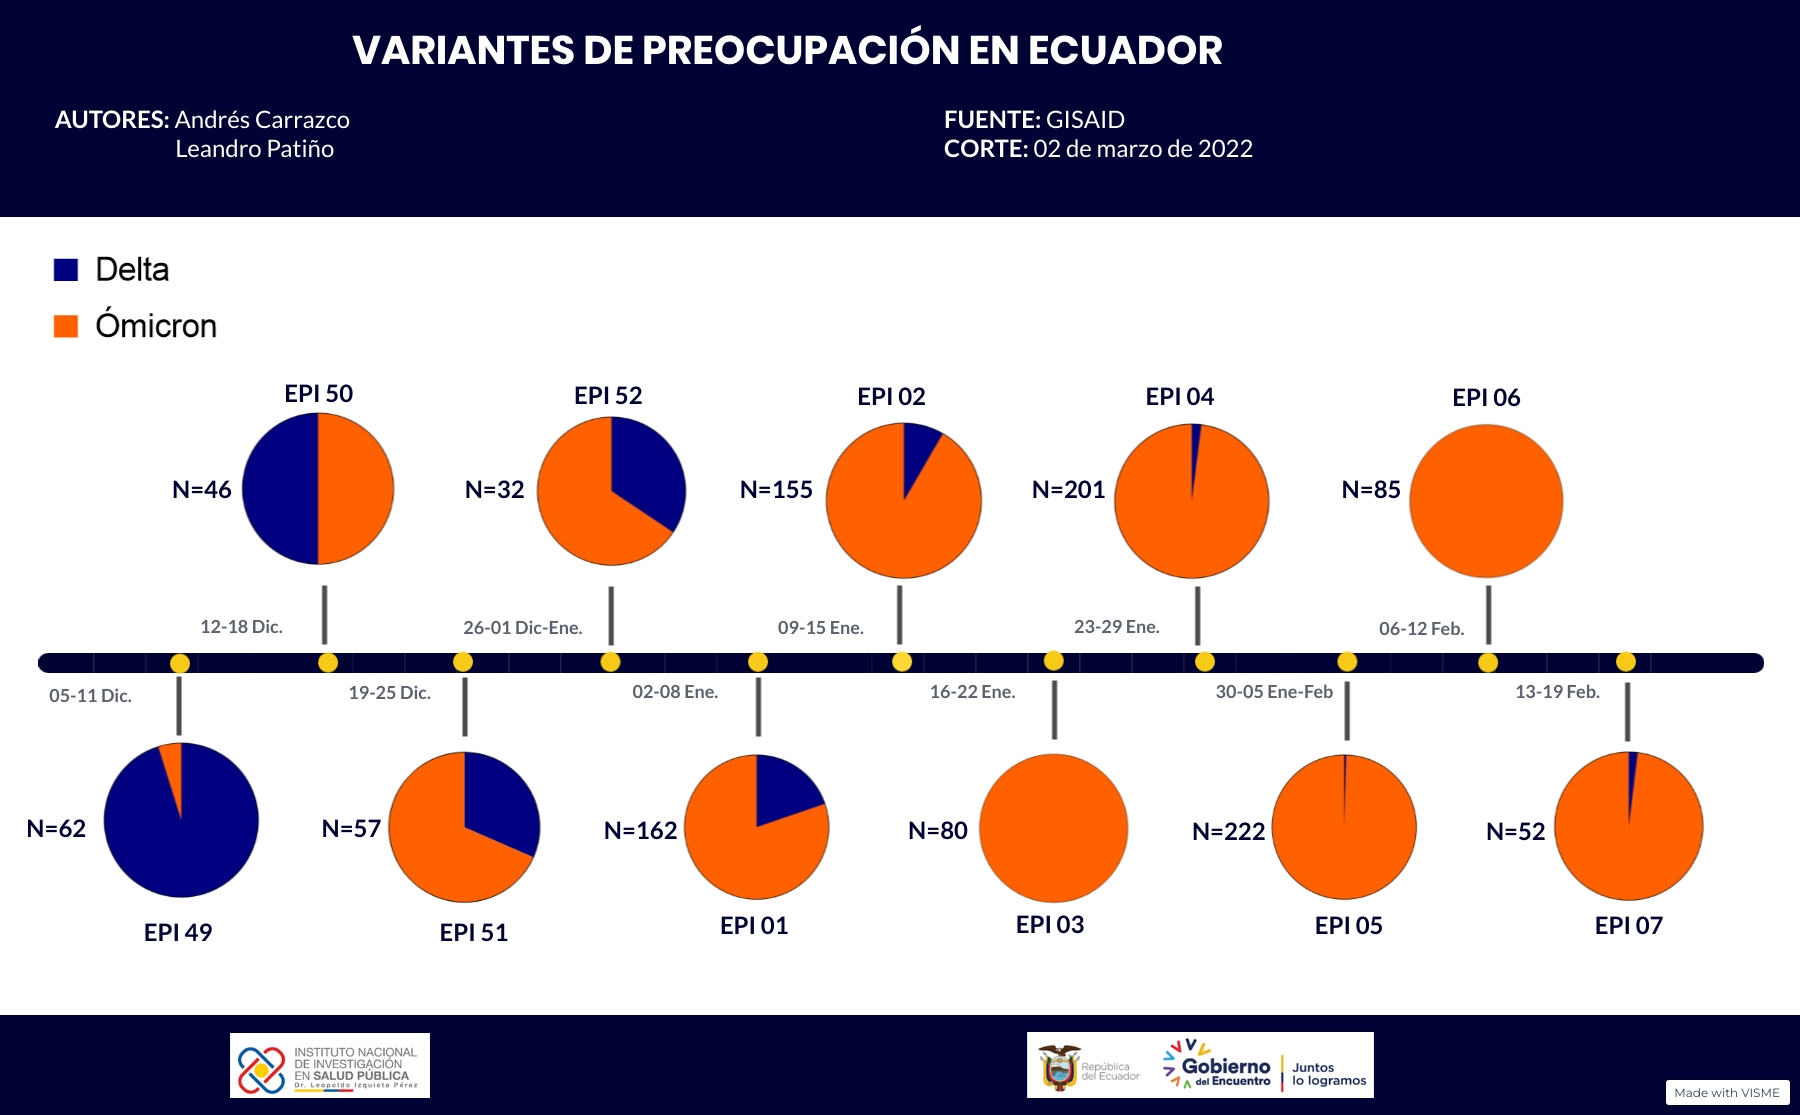 VARIANTES DE PREOCUPACIÓN EN ECUADOR
AUTORES: Andrés Carrazco
Leandro Patiño
FUENTE: GISAID
CORTE: 02 de marzo de 2022
Delta
Ómicron
EPI 50
EPI 52
EPI 02
EPI 04
EPI 06
N=46
N=32
N=155
N=201
N=85
12-18 Dic.
26-01 Dic-Ene.
09-15 Ene.
23-29 Ene.
06-12 Feb.
05-11 Dic.
19-25 Dic.
02-08 Ene.
16-22 Ene.
30-05 Ene-Feb
13-19 Feb.
N=62
N=57
N=162
N=80
N=222
N=52
EPI 49
EPI 51
EPI 01
EPI 03
EPI 05
EPI 07
INSTITUTO NACIONAL
DE INVESTIGACIÓN
EN SALUD PÚBLICA
Dr. Leopoldo Izquieta Pérez
República
del Ecuador
Gobierno
del Encuentro
Juntos
lo logramos
Made with VISME